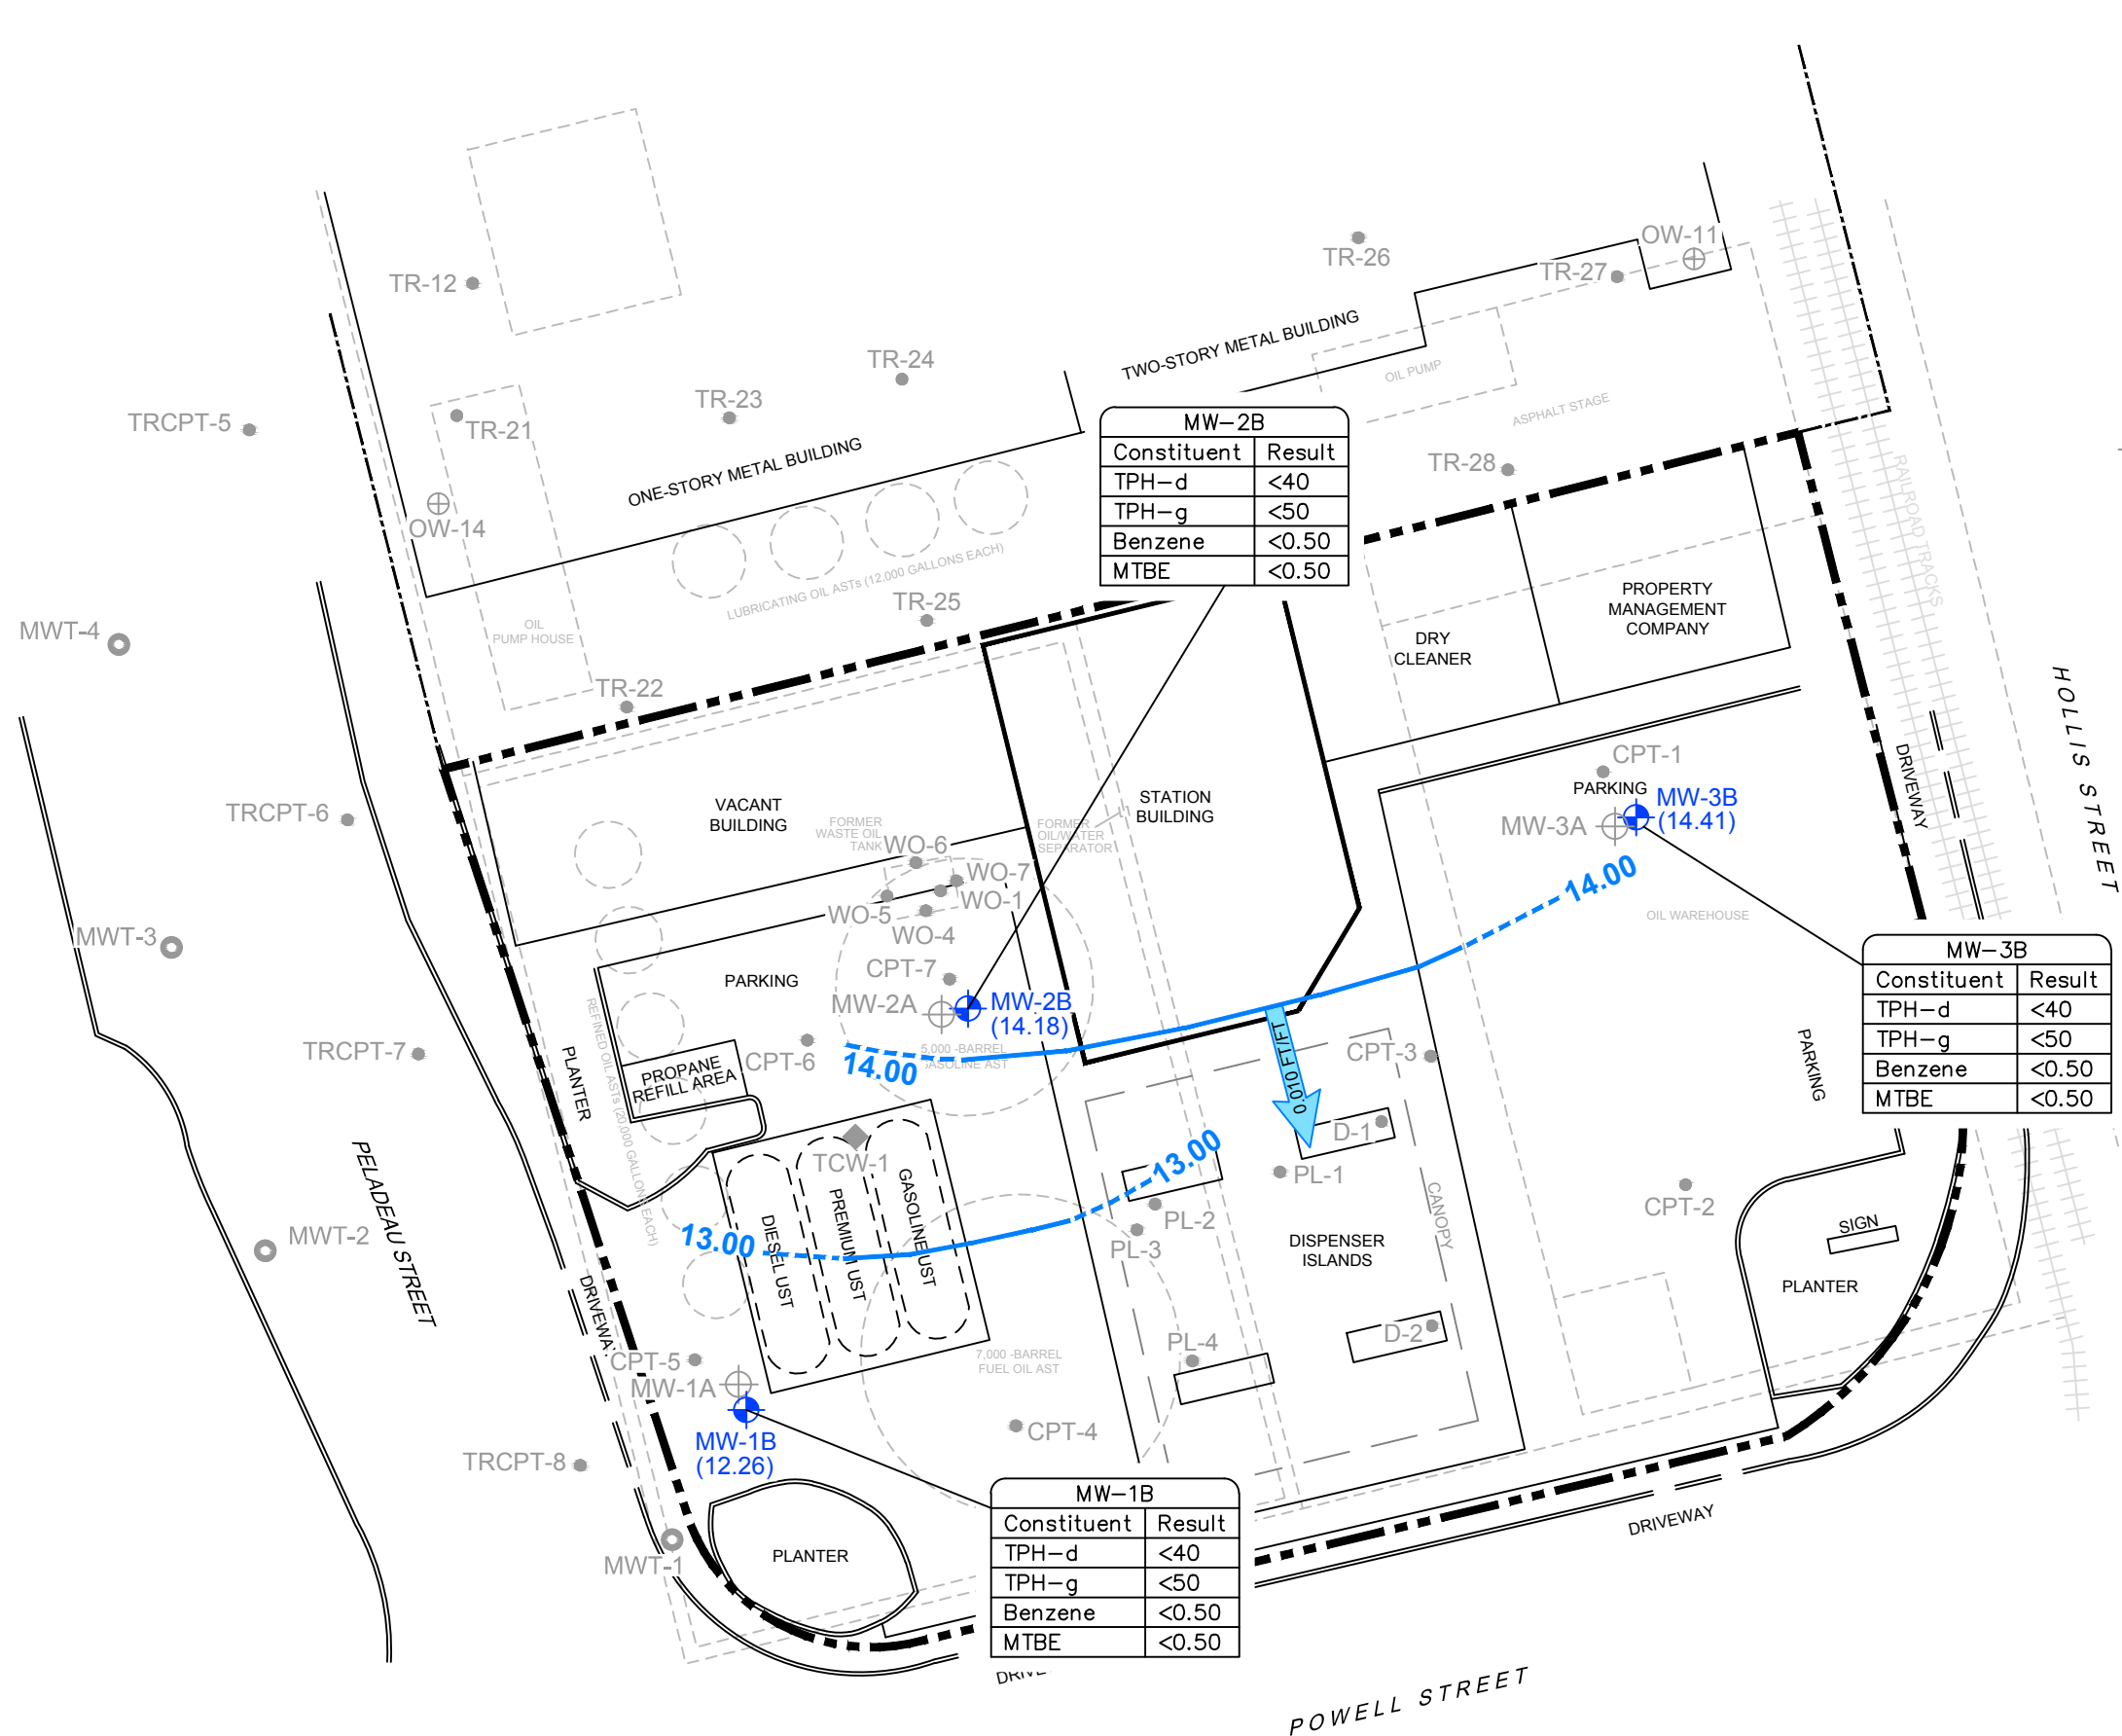 OW-11
TR-26
TR-27
TR-12
TWO-STORY METAL BUILDING
OIL PUMP
ASPHALT STAGE
TR-24
TR-23
TRCPT-5
TR-21
ONE-STORY METAL BUILDING
OW-14
MW-2B
Constituent Result
TPH-d <40
TPH-g <50
Benzene <0.50
MTBE <0.50
TR-28
RAILROAD TRACKS
LUBRICATING OIL ASTs (12,000 GALLONS EACH)
TR-25
OIL
PUMP HOUSE
MWT-4
TR-22
DRY
CLEANER
PROPERTY
MANAGEMENT
COMPANY
HOLLIS STREET
DRIVEWAY
CPT-1
PARKING
MW-3B
(14.41)
MW-3A
TRCPT-6
VACANT
BUILDING
FORMER
WASTE OIL
TANK
FORMER
OIL/WATER
SEPARATOR
STATION
BUILDING
WO-6
WO-7
WO-1
WO-5
WO-4
14.00
OIL WAREHOUSE
MWT-3
PARKING
CPT-7
MW-2A
MW-2B
(14.18)
MW-3B
Constituent Result
TPH-d <40
TPH-g <50
Benzene <0.50
MTBE <0.50
REFINED OIL ASTs (20,000 GALLONS EACH)
TRCPT-7
PLANTER
PROPANE
REFILL AREA
CPT-6
14.00
5,000 -BARREL
GASOLINE AST
0.010 FT/FT
CPT-3
PARKING
D-1
TCW-1
13.00
PL-1
CANOPY
CPT-2
PELADEAU STREET
MWT-2
13.00
DIESEL UST
PREMIUM UST
GASOLINE UST
PL-2
PL-3
DISPENSER
ISLANDS
SIGN
PLANTER
DRIVEWAY
CPT-5
MW-1A
7,000 -BARREL
FUEL OIL AST
PL-4
D-2
MW-1B
(12.26)
CPT-4
TRCPT-8
MWT-1
PLANTER
MW-1B
Constituent Result
TPH-d <40
TPH-g <50
Benzene <0.50
MTBE <0.50
DRIVEWAY
POWELL STREET